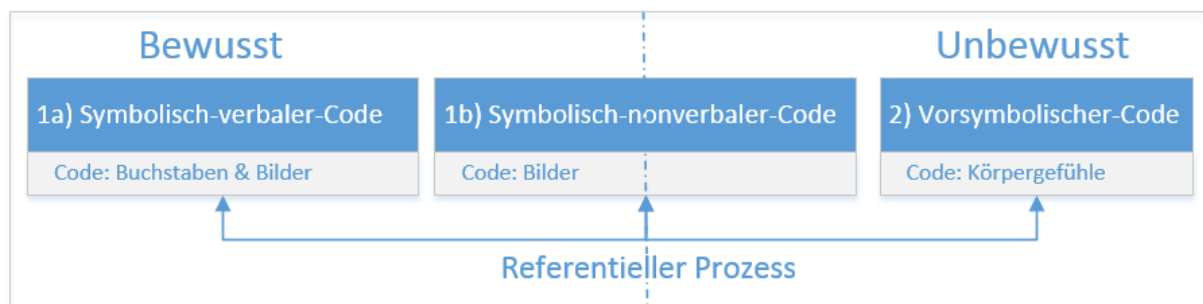 Bewusst
Unbewusst
1a) Symbolisch-verbaler-Code
Code: Buchstaben & Bilder
1b) Symbolisch-nonverbaler-Code
Code: Bilder
2) Vorsymbolischer-Code
Code: Körpergefühle
Referentieller Prozess